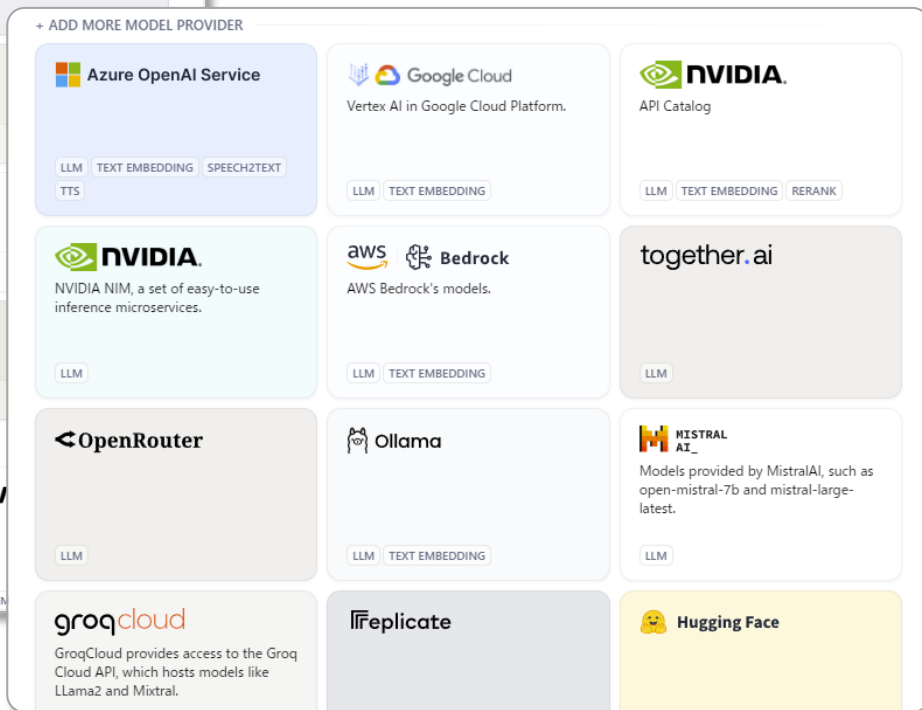 + ADD MORE MODEL PROVIDER
Azure OpenAI Service
LLM
TEXT EMBEDDING
SPEECH2TEXT
TTS
Google Cloud
Vertex AI in Google Cloud Platform.
LLM
TEXT EMBEDDING
NVIDIA.
API Catalog
LLM
TEXT EMBEDDING
RERANK
NVIDIA.
NVIDIA NIM, a set of easy-to-use
inference microservices.
LLM
aws Bedrock
AWS Bedrock's models.
LLM
TEXT EMBEDDING
together.ai
LLM
OpenRouter
LLM
Ollama
LLM
TEXT EMBEDDING
MISTRAL
AI_
Models provided by MistralAI, such as
open-mistral-7b and mistral-large-
latest.
LLM
groqcloud
GroqCloud provides access to the Groq
Cloud API, which hosts models like
LLama2 and Mixtral.
Replicate
Hugging Face